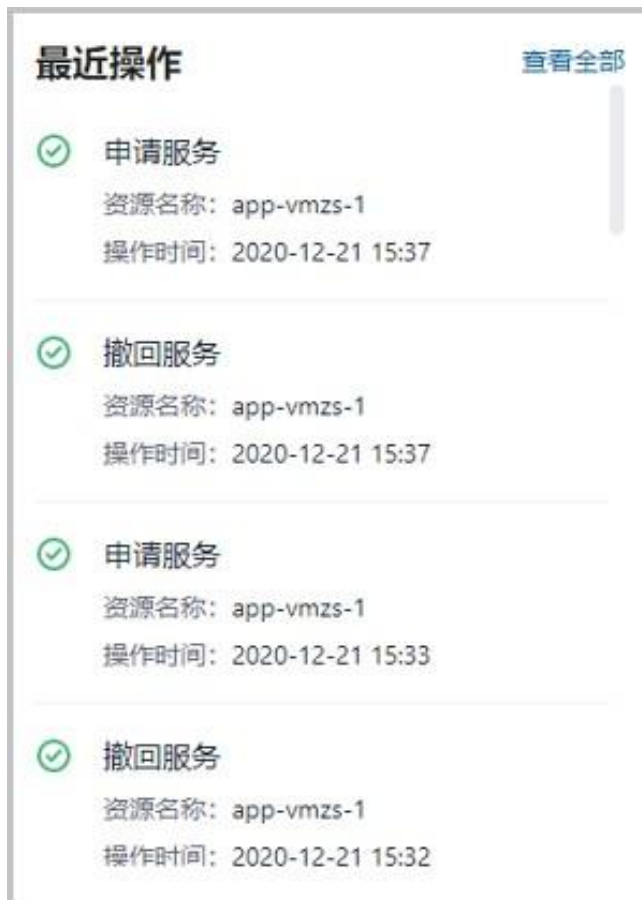 最近操作 查看全部
申请服务
资源名称：app-vmzs-1
操作时间：2020-12-21 15:37
撤回服务
资源名称：app-vmzs-1
操作时间：2020-12-21 15:37
申请服务
资源名称：app-vmzs-1
操作时间：2020-12-21 15:33
撤回服务
资源名称：app-vmzs-1
操作时间：2020-12-21 15:32